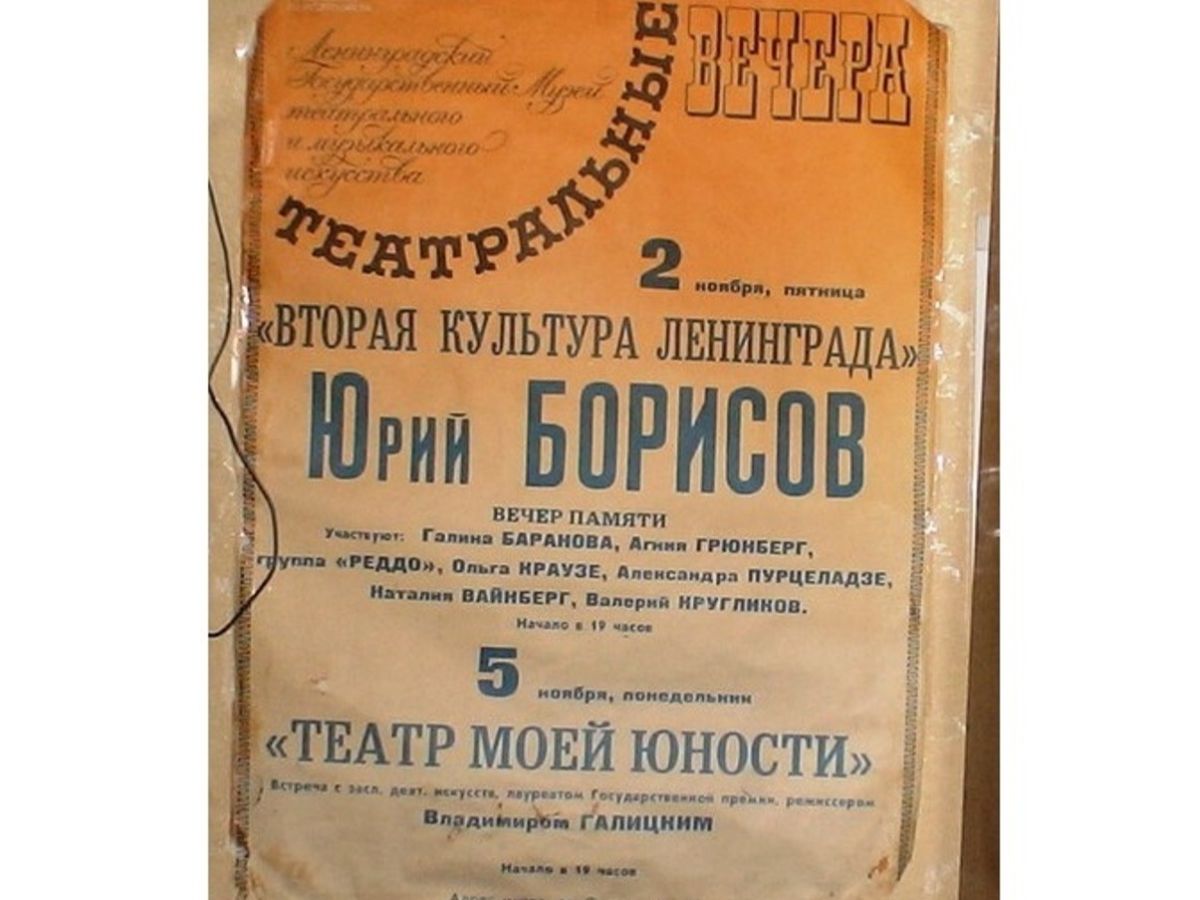 Ленинградский
Государственный Музей
театрального
и музыкального
искусства
ТЕАТРАЛЬНЫЕ
ВЕЧЕРА
2 ноября, пятница
«ВТОРАЯ КУЛЬТУРА ЛЕНИНГРАДА»
Юрий БОРИСОВ
ВЕЧЕР ПАМЯТИ
Участвуют: Галина БАРАНОВА, Агния ГРЮНБЕРГ,
группа «РЕДДО», Ольга КРАУЗЕ, Александра ПУРЦЕЛАДЗЕ,
Наталия ВАЙНБЕРГ, Валерий КРУГЛИКОВ.
Начало в 19 часов
5 ноября, понедельник
«ТЕАТР МОЕЙ ЮНОСТИ»
Встреча с засл. деят. искусств, лауреатом Государственной премии, режиссером
Владимиром ГАЛИЦКИМ
Начало в 19 часов